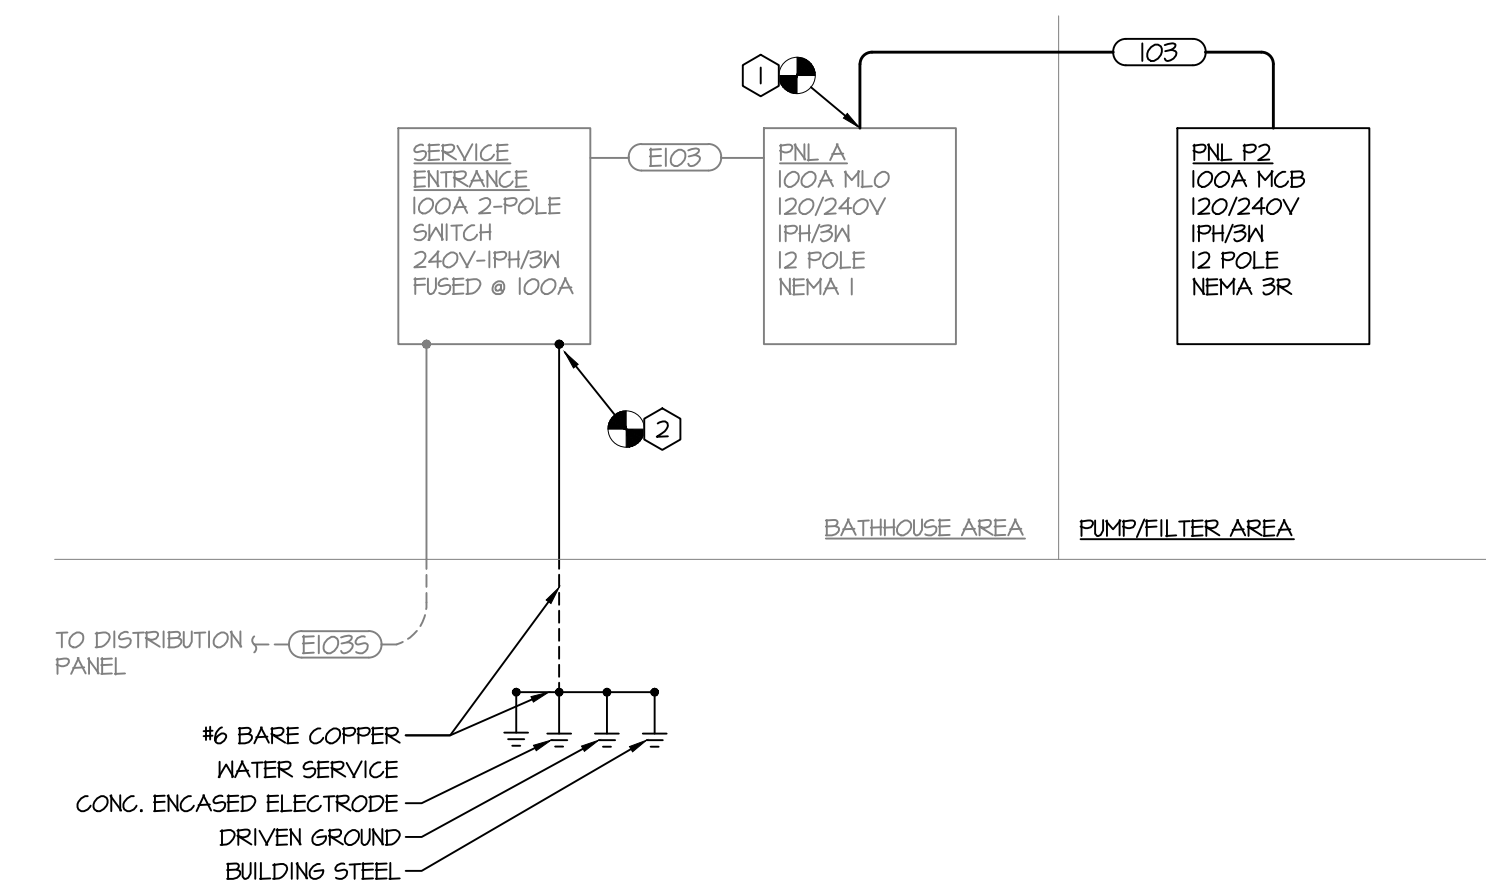 103
1
SERVICE
ENTRANCE
100A 2-POLE
SWITCH
240V-1PH/3W
FUSED @ 100A
E103
PNL A
100A MLO
120/240V
1PH/3W
12 POLE
NEMA 1
PNL P2
100A MCB
120/240V
1PH/3W
12 POLE
NEMA 3R
2
BATHHOUSE AREA
PUMP/FILTER AREA
TO DISTRIBUTION
PANEL
E103S
#6 BARE COPPER
WATER SERVICE
CONC. ENCASED ELECTRODE
DRIVEN GROUND
BUILDING STEEL